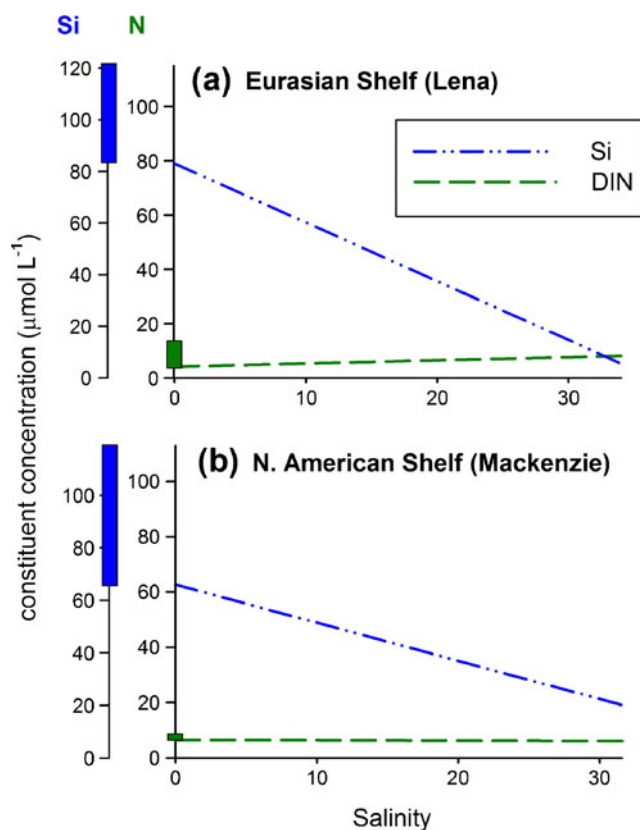 Si N
(a) Eurasian Shelf (Lena)
Si
DIN
120
100
80
60
40
20
0
100
80
60
40
20
0
0 10 20 30
constituent concentration (μmol L⁻¹)
(b) N. American Shelf (Mackenzie)
100
80
60
40
20
0
100
80
60
40
20
0
0 10 20 30
Salinity